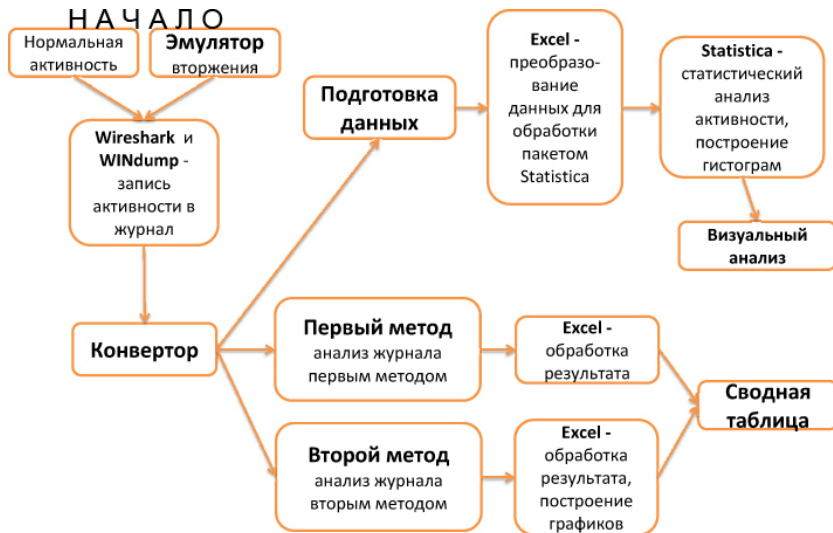 Н А Ч А Л О
Нормальная
активность
Эмулятор
вторжения
Wireshark и
WINdump -
запись
активности в
журнал
Конвертор
Подготовка
данных
Excel -
преобразо-
вание
данных для
обработки
пакетом
Statistica
Statistica -
статистический
анализ
активности,
построение
гистограм
Визуальный
анализ
Первый метод
анализ журнала
первым методом
Excel -
обработка
результата
Второй метод
анализ журнала
вторым методом
Excel -
обработка
результата,
построение
графиков
Сводная
таблица